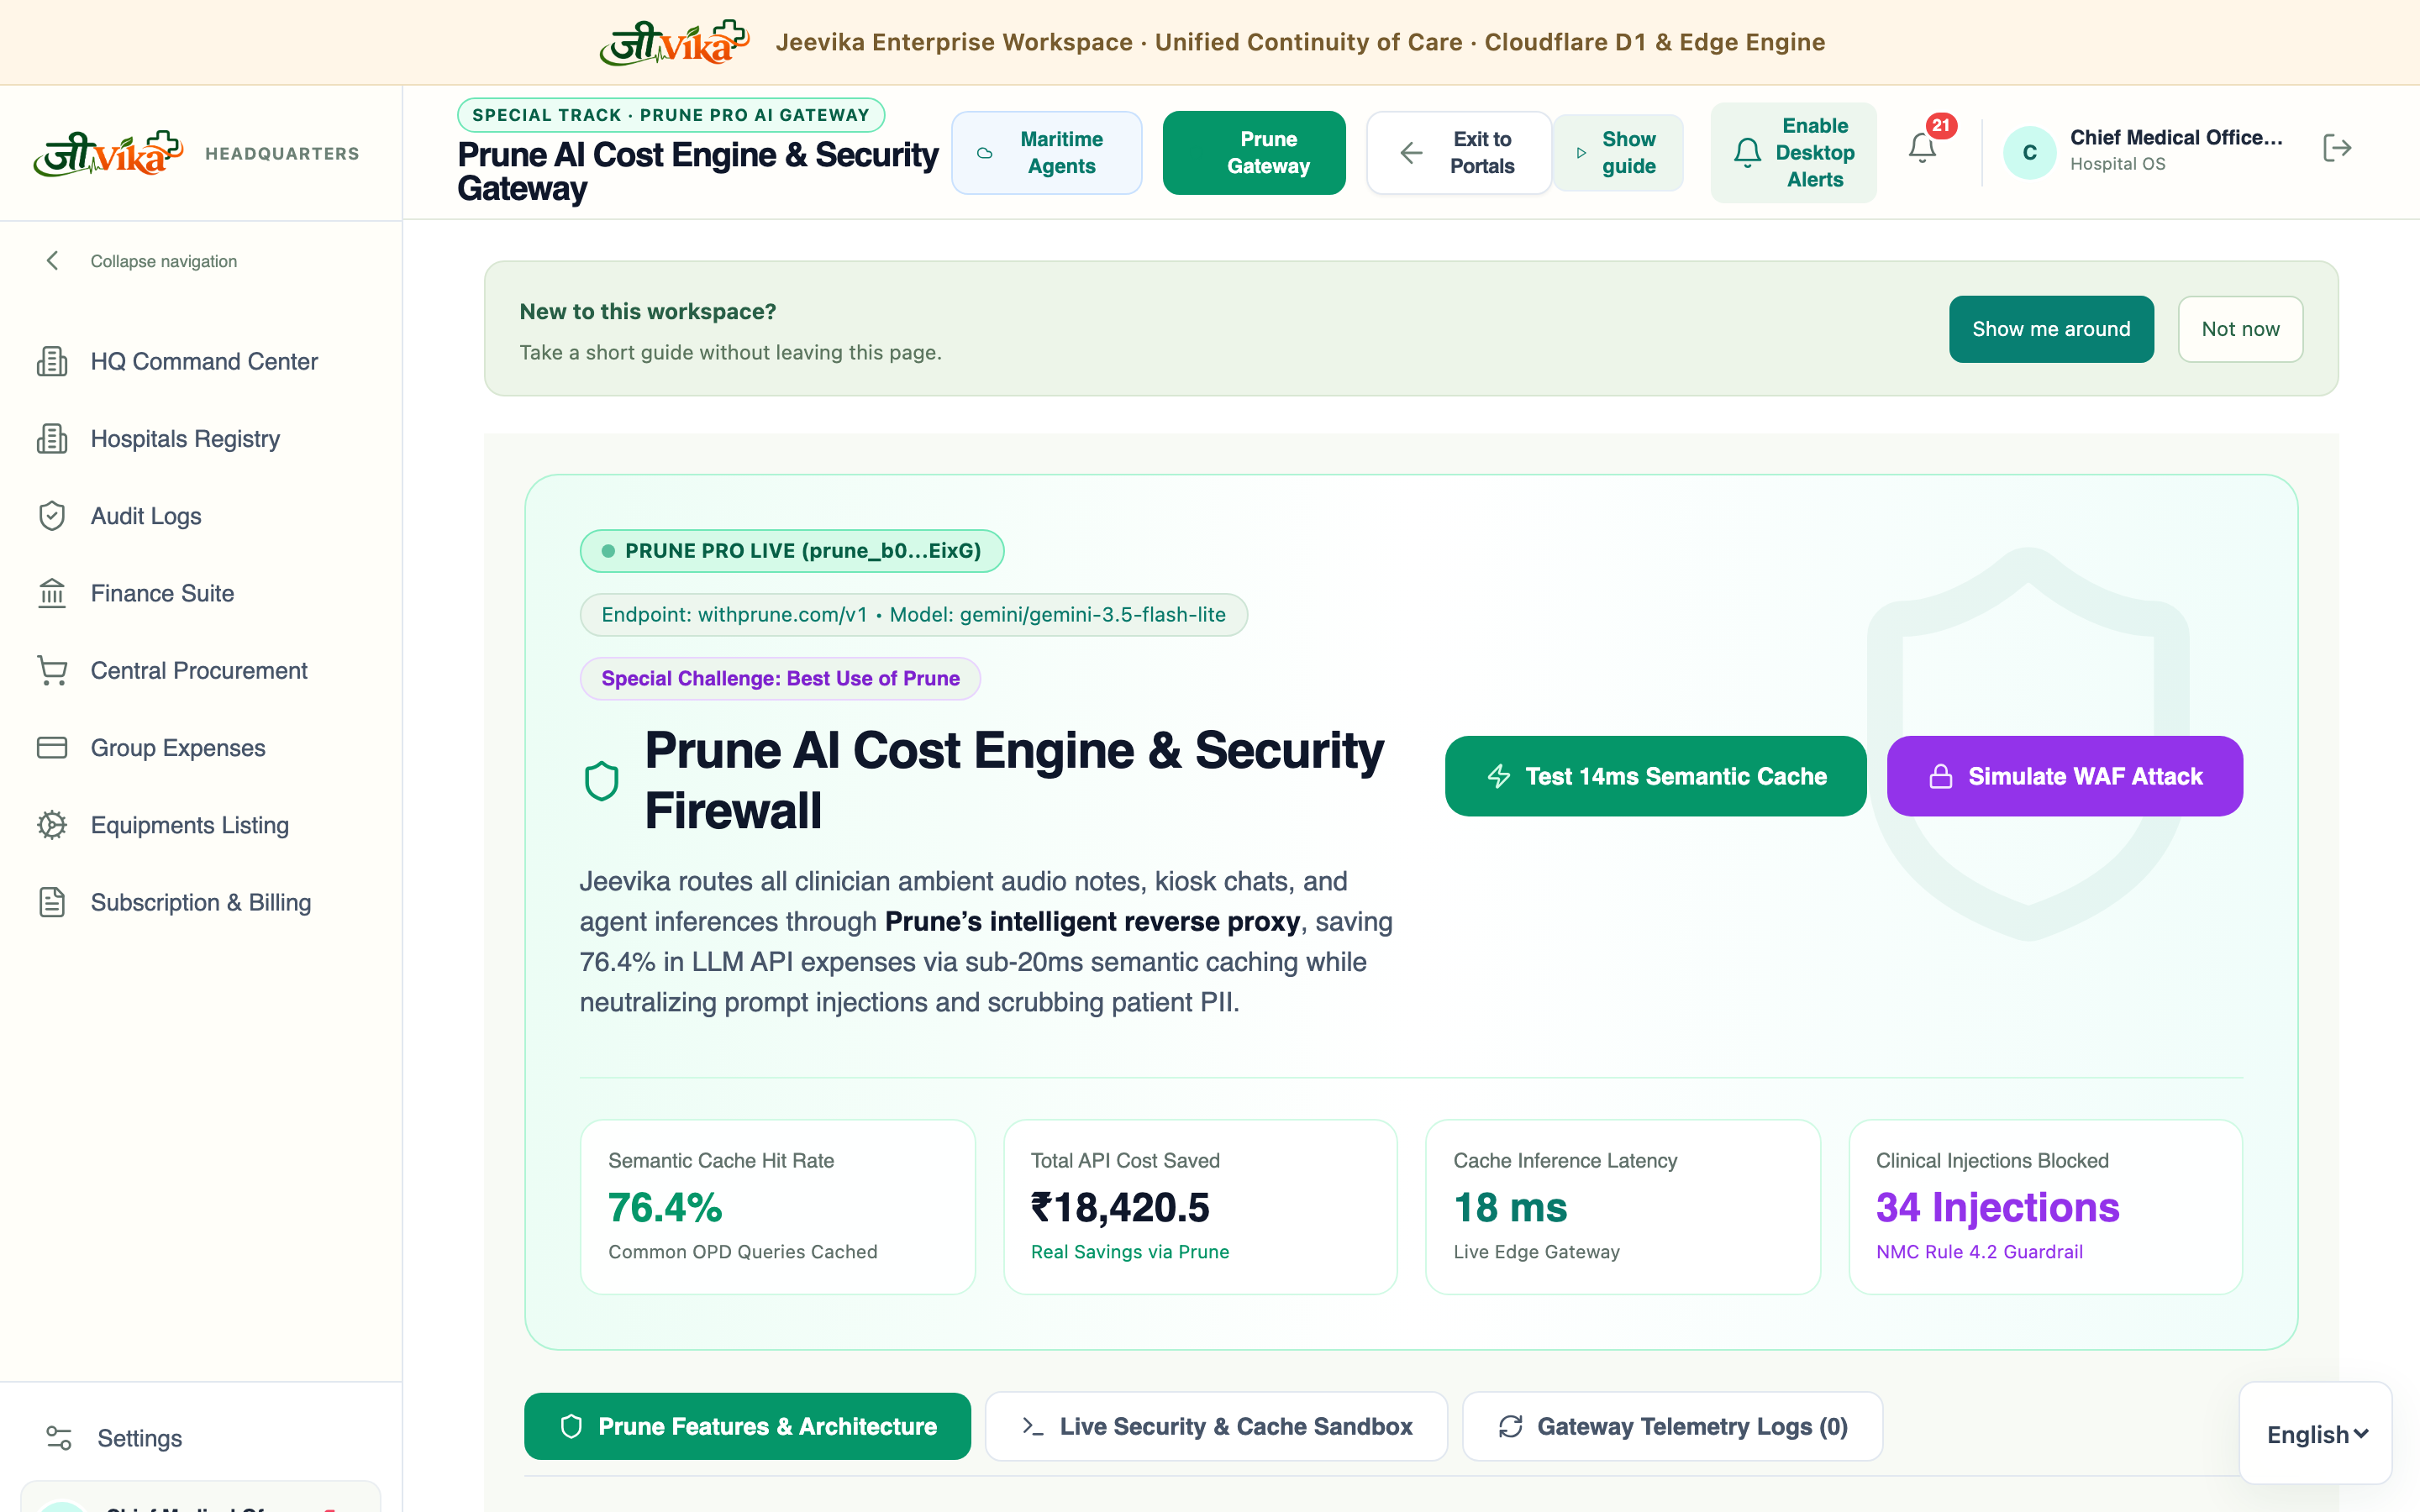 जीvika Jeevika Enterprise Workspace · Unified Continuity of Care · Cloudflare D1 & Edge Engine
जीvika HEADQUARTERS
Collapse navigation
HQ Command Center
Hospitals Registry
Audit Logs
Finance Suite
Central Procurement
Group Expenses
Equipments Listing
Subscription & Billing
Settings
SPECIAL TRACK · PRUNE PRO AI GATEWAY
Prune AI Cost Engine & Security
Gateway
Maritime
Agents
Prune
Gateway
Exit to
Portals
Show
guide
Enable
Desktop
Alerts
21
C
Chief Medical Office...
Hospital OS
New to this workspace?
Take a short guide without leaving this page.
Show me around
Not now
PRUNE PRO LIVE (prune_b0...EixG)
Endpoint: withprune.com/v1 • Model: gemini/gemini-3.5-flash-lite
Special Challenge: Best Use of Prune
Prune AI Cost Engine & Security
Firewall
Test 14ms Semantic Cache
Simulate WAF Attack
Jeevika routes all clinician ambient audio notes, kiosk chats, and
agent inferences through Prune’s intelligent reverse proxy, saving
76.4% in LLM API expenses via sub-20ms semantic caching while
neutralizing prompt injections and scrubbing patient PII.
Semantic Cache Hit Rate
76.4%
Common OPD Queries Cached
Total API Cost Saved
₹18,420.5
Real Savings via Prune
Cache Inference Latency
18 ms
Live Edge Gateway
Clinical Injections Blocked
34 Injections
NMC Rule 4.2 Guardrail
Prune Features & Architecture
Live Security & Cache Sandbox
Gateway Telemetry Logs (0)
English